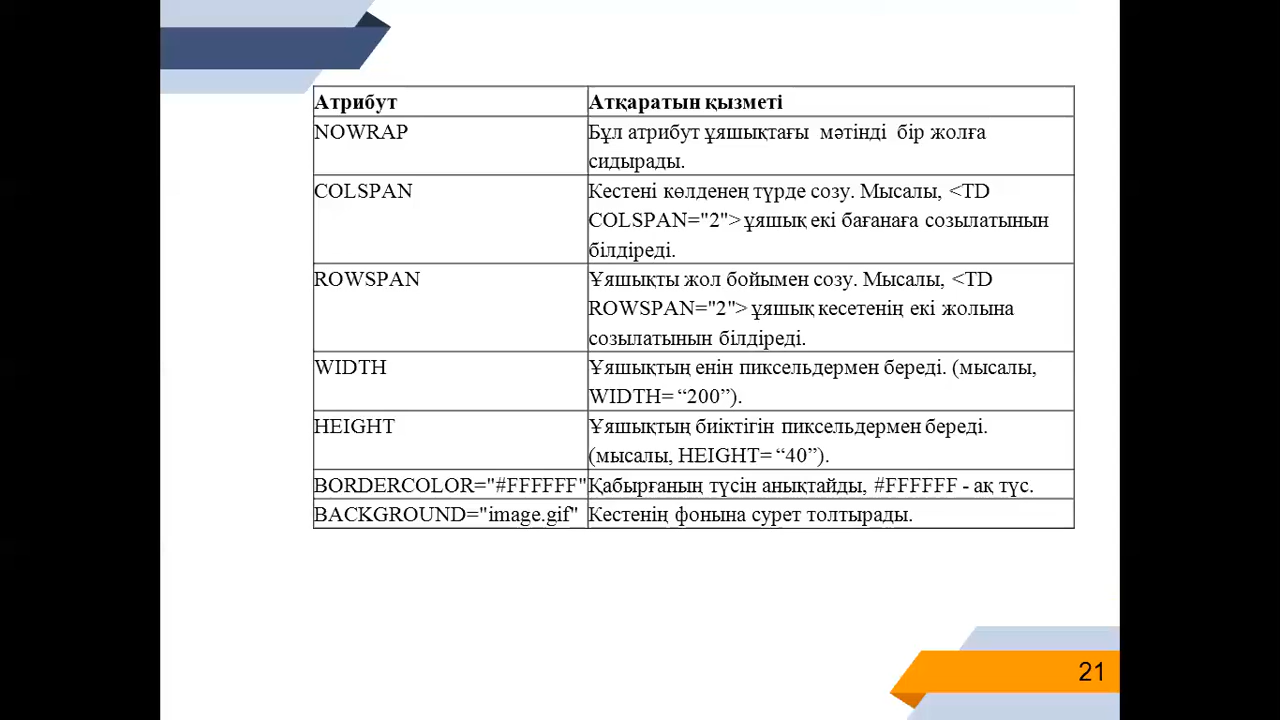 Атрибут Атқаратын қызметі
NOWRAP Бұл атрибут ұяшықтағы мәтінді бір жолға
сидырады.
COLSPAN Кестені көлденең түрде созу. Мысалы, <TD
COLSPAN="2"> ұяшық екі бағанаға созылатынын
білдіреді.
ROWSPAN Ұяшықты жол бойымен созу. Мысалы, <TD
ROWSPAN="2"> ұяшық кесетенің екі жолына
созылатынын білдіреді.
WIDTH Ұяшықтың енін пиксельдермен береді. (мысалы,
WIDTH= “200”).
HEIGHT Ұяшықтың биіктігін пиксельдермен береді.
(мысалы, HEIGHT= “40”).
BORDERCOLOR="#FFFFFF" Қабырғаның түсін анықтайды, #FFFFFF - ақ түс.
BACKGROUND="image.gif" Кестенің фонына сурет толтырады.
21